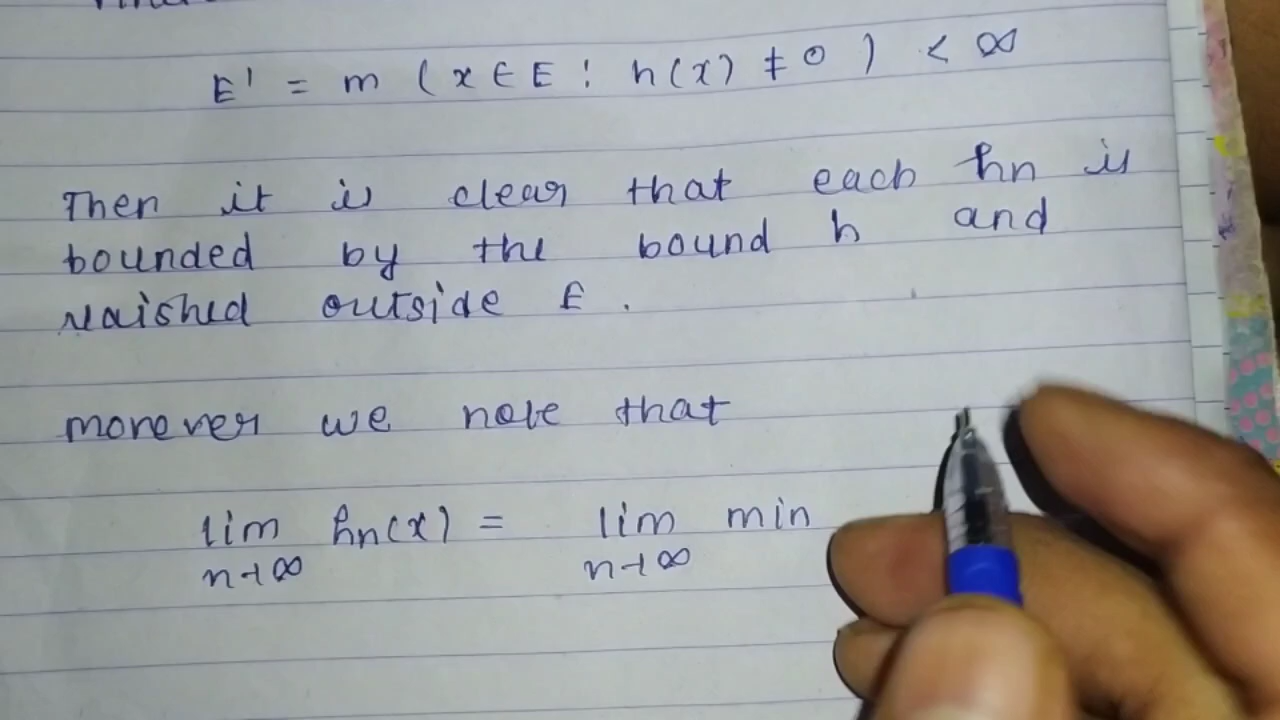 E' = m ( x ∈ E : h(x) ≠ 0 ) < ∞
Then it is clear that each hn is
bounded by the bound h and
vaished outside E .
morever we note that
lim hn(x) = lim min
n→∞ n→∞